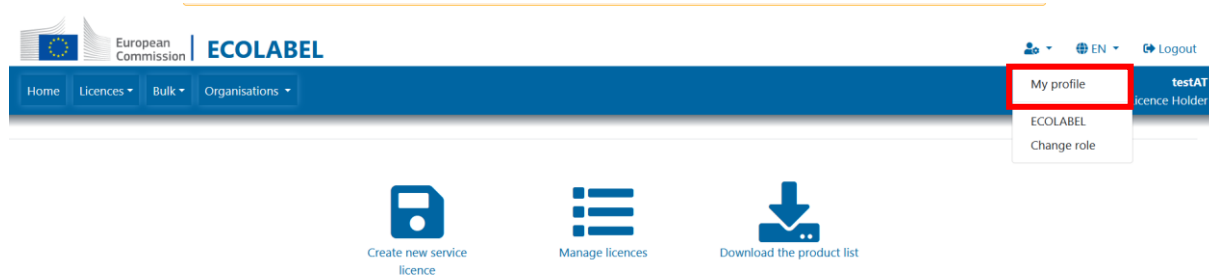 European
Commission
ECOLABEL
EN
Logout
Home
Licences
Bulk
Organisations
My profile
testAT
Licence Holder
ECOLABEL
Change role
Create new service
licence
Manage licences
Download the product list